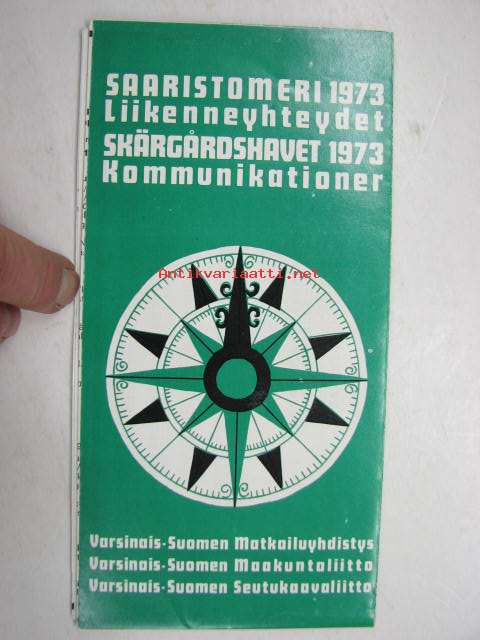 SAARISTOMERI 1973
Liikenneyhteydet
SKÄRGÅRDSHAVET 1973
Kommunikationer
Antikvariaatti.net
Varsinais-Suomen Matkailuyhdistys
Varsinais-Suomen Maakuntaliitto
Varsinais-Suomen Seutukaavaliitto